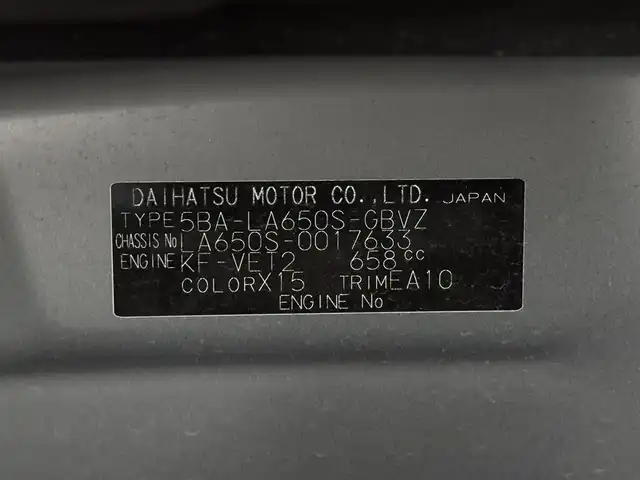 DAIHATSU MOTOR CO.,LTD. JAPAN
TYPE 5BA-LA650S-GBVZ
CHASSIS No LA650S-0017633
ENGINE KF-VET2 658cc
COLOR X15 TRIM EA10
ENGINE No